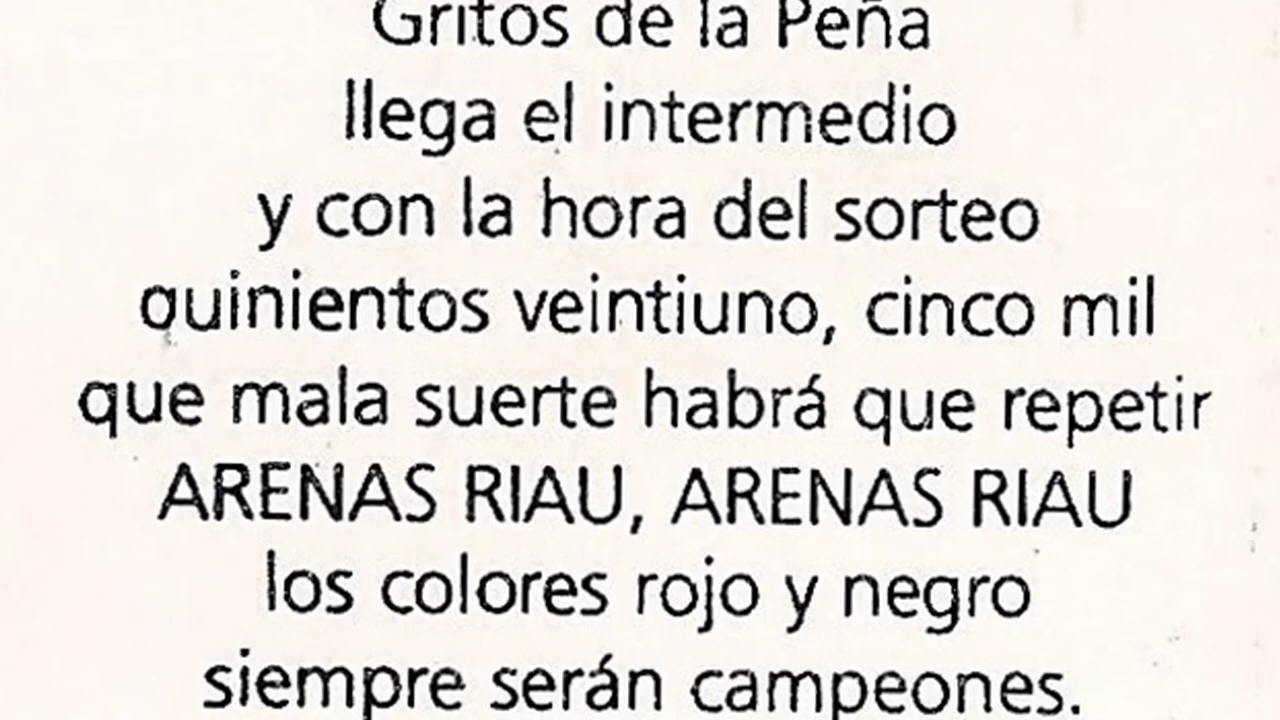 Gritos de la Peña
llega el intermedio
y con la hora del sorteo
quinientos veintiuno, cinco mil
que mala suerte habrá que repetir
ARENAS RIAU, ARENAS RIAU
los colores rojo y negro
siempre serán campeones.